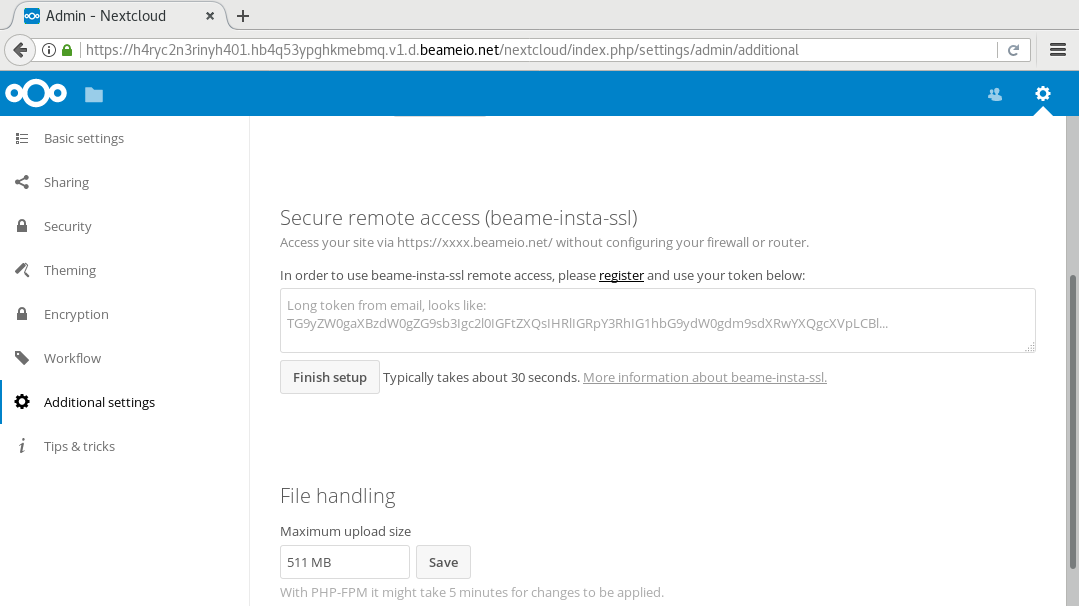 Admin - Nextcloud
https://h4ryc2n3rinyh401.hb4q53ypghkmebmq.v1.d.beameio.net/nextcloud/index.php/settings/admin/additional
Basic settings
Sharing
Security
Theming
Encryption
Workflow
Additional settings
Tips & tricks
Secure remote access (beame-insta-ssl)
Access your site via https://xxxx.beameio.net/ without configuring your firewall or router.
In order to use beame-insta-ssl remote access, please register and use your token below:
Long token from email, looks like:
TG9yZW0gaXBzdW0gZG9sb3Igc2l0IGFtZXQsIHRlIGRpY3RhIG1hbG9ydW0gdm9sdXRwYXQgcXVpLCBl...
Finish setup Typically takes about 30 seconds. More information about beame-insta-ssl.
File handling
Maximum upload size
511 MB Save
With PHP-FPM it might take 5 minutes for changes to be applied.